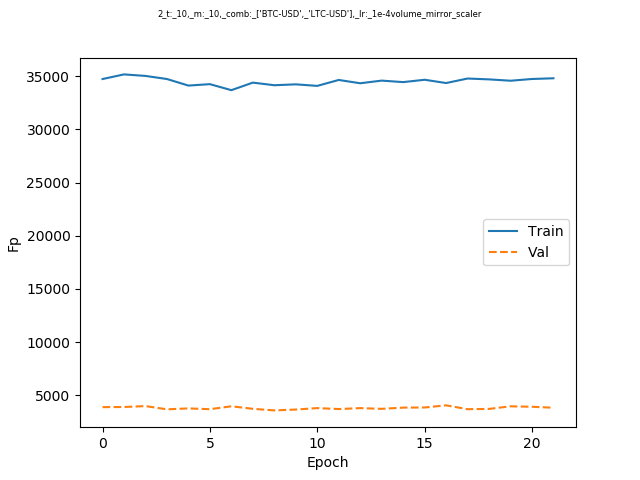 2_t:_10,_m:_10,_comb:_['BTC-USD',_'LTC-USD'],_lr:_1e-4volume_mirror_scaler
35000
30000
25000
20000
15000
10000
5000
Fp
Train
Val
0 5 10 15 20
Epoch